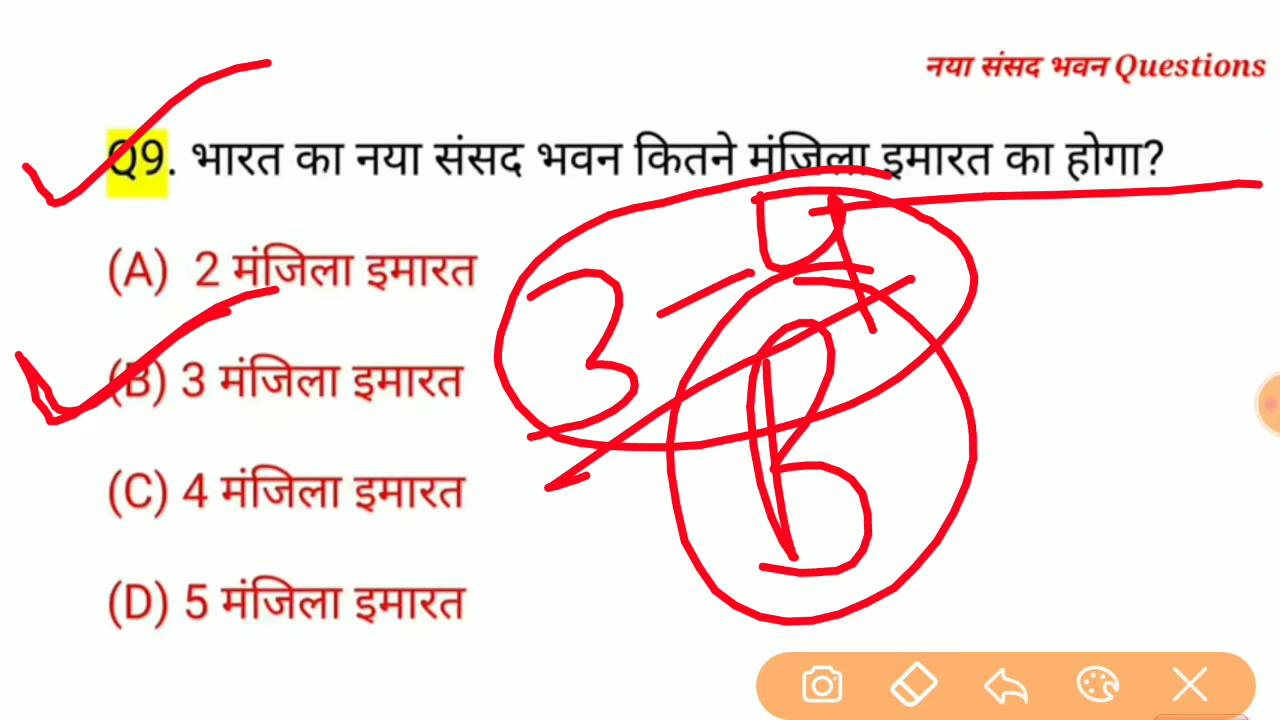 नया संसद भवन Questions
Q9. भारत का नया संसद भवन कितने मंजिला इमारत का होगा?
(A) 2 मंजिला इमारत
(B) 3 मंजिला इमारत
3
B
(C) 4 मंजिला इमारत
(D) 5 मंजिला इमारत